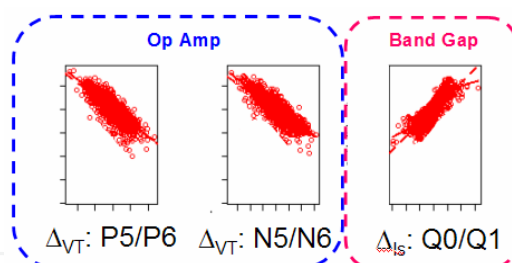 Op Amp
Band Gap
ΔVT: P5/P6
ΔVT: N5/N6
ΔIs: Q0/Q1